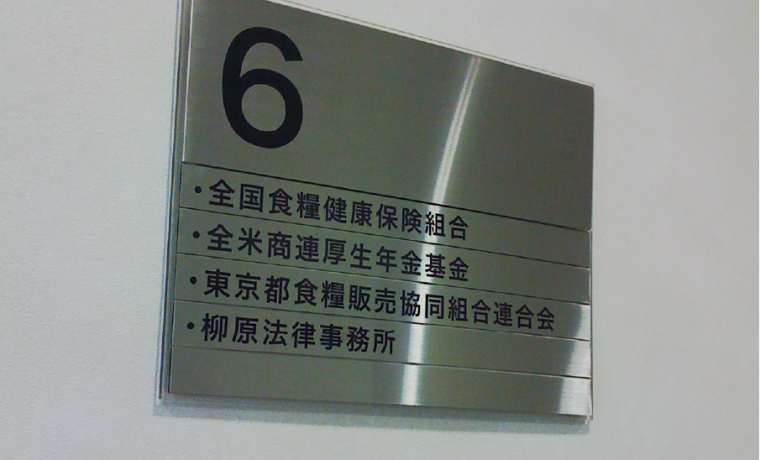 6
・全国食糧健康保険組合
・全米商連厚生年金基金
・東京都食糧販売協同組合連合会
・柳原法律事務所